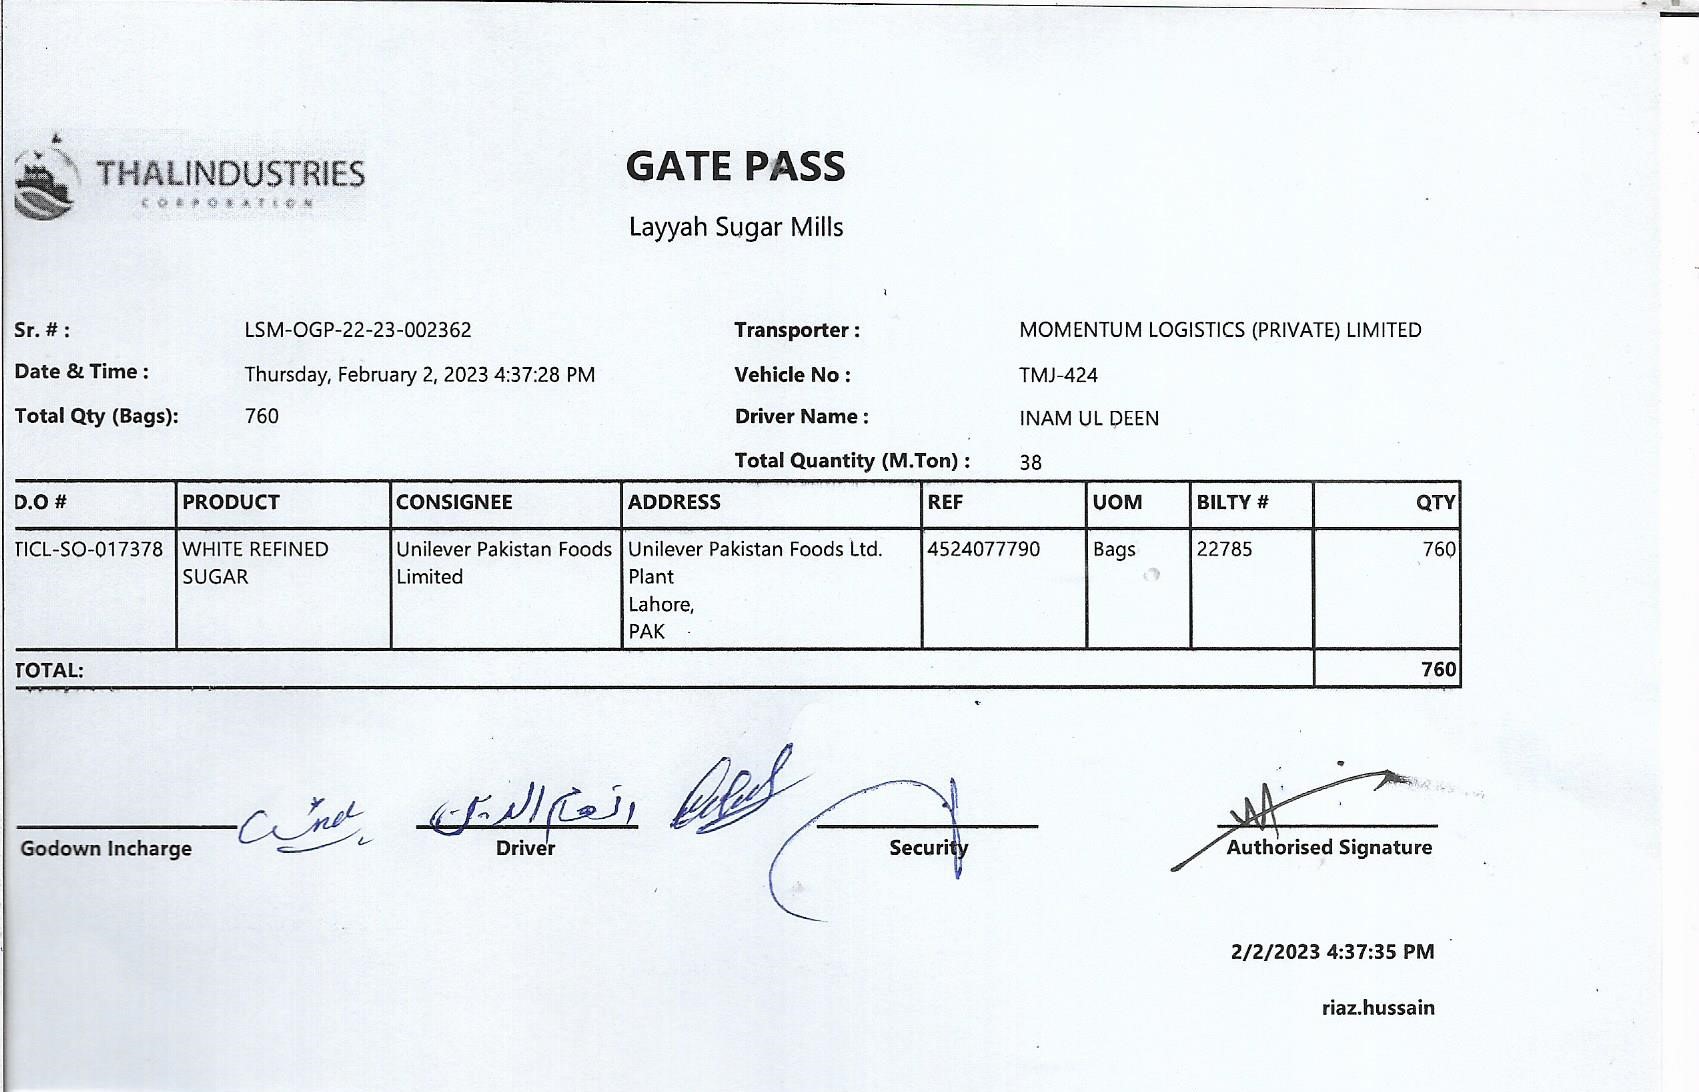 THALINDUSTRIES
CORPORATION
GATE PASS
Layyah Sugar Mills
Sr. # : LSM-OGP-22-23-002362 Transporter : MOMENTUM LOGISTICS (PRIVATE) LIMITED
Date & Time : Thursday, February 2, 2023 4:37:28 PM Vehicle No : TMJ-424
Total Qty (Bags): 760 Driver Name : INAM UL DEEN
Total Quantity (M.Ton) : 38
D.O # PRODUCT CONSIGNEE ADDRESS REF UOM BILTY # QTY
TICL-SO-017378 WHITE REFINED Unilever Pakistan Foods Unilever Pakistan Foods Ltd. 4524077790 Bags 22785 760
SUGAR Limited Plant
Lahore,
PAK
TOTAL: 760
انعام الدین
Godown Incharge Driver Security Authorised Signature
2/2/2023 4:37:35 PM
riaz.hussain